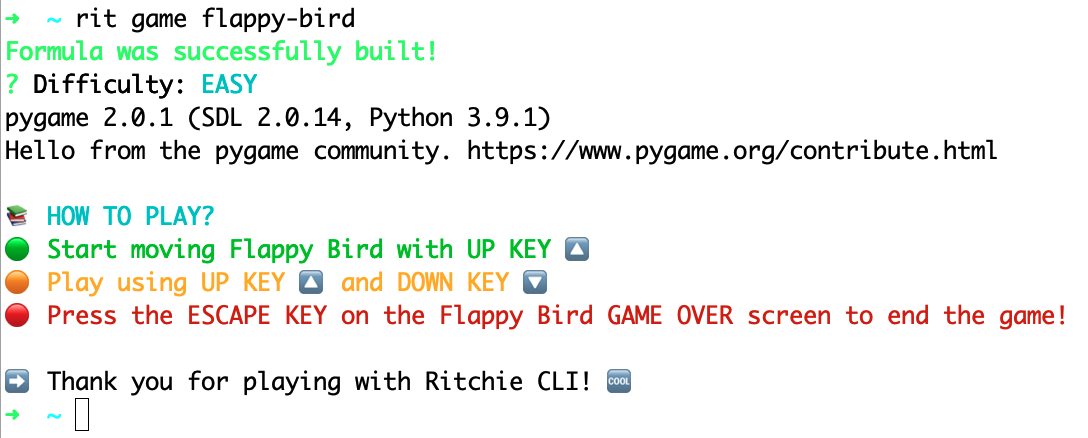 ➜ ~ rit game flappy-bird
Formula was successfully built!
? Difficulty: EASY
pygame 2.0.1 (SDL 2.0.14, Python 3.9.1)
Hello from the pygame community. https://www.pygame.org/contribute.html
📚 HOW TO PLAY?
🟢 Start moving Flappy Bird with UP KEY 🔼
🟠 Play using UP KEY 🔼 and DOWN KEY 🔽
🔴 Press the ESCAPE KEY on the Flappy Bird GAME OVER screen to end the game!
➡️ Thank you for playing with Ritchie CLI! 🆒
➜ ~